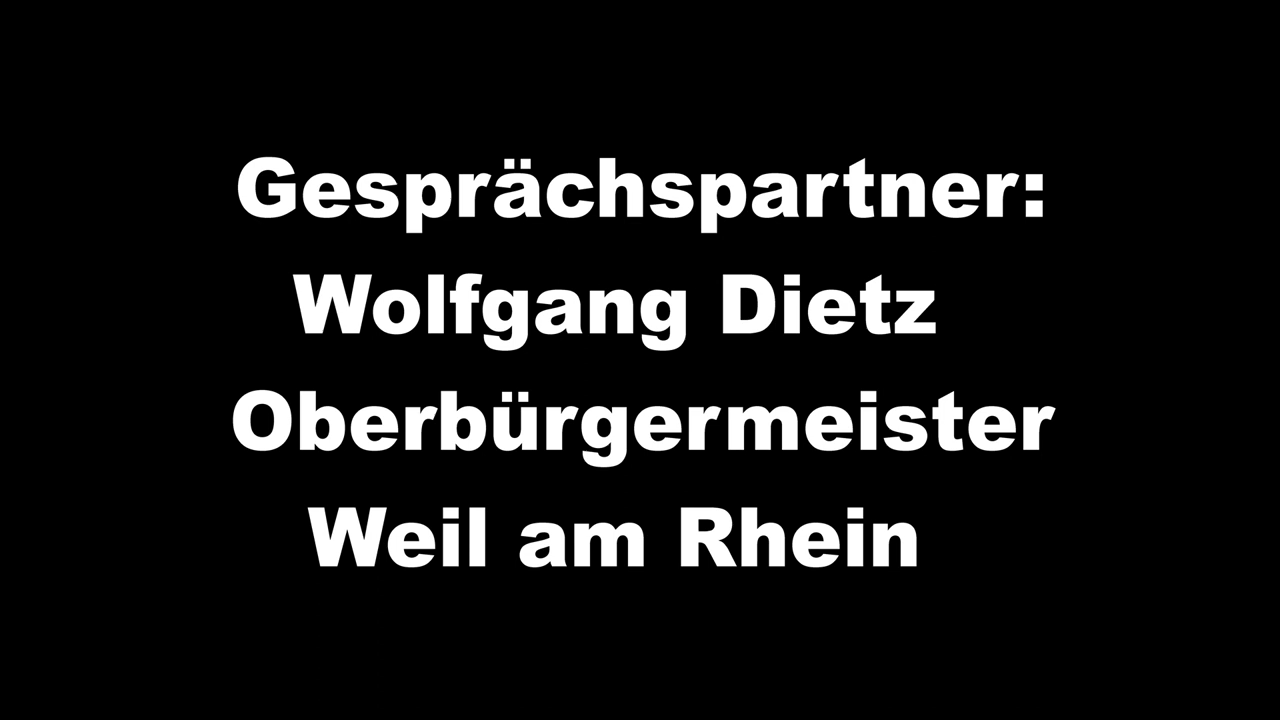 Gesprächspartner:
Wolfgang Dietz
Oberbürgermeister
Weil am Rhein